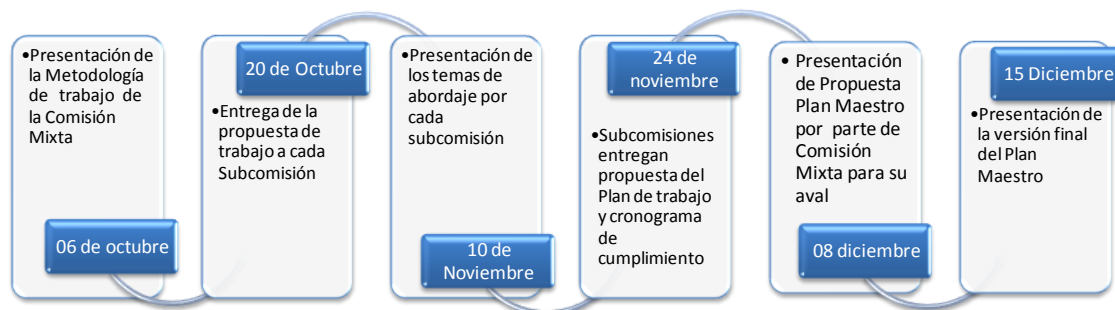 •Presentación de
la Metodología
de trabajo de
la Comisión
Mixta
06 de octubre
20 de Octubre
•Entrega de la
propuesta de
trabajo a cada
Subcomisión
•Presentación de
los temas de
abordaje por
cada
subcomisión
10 de
Noviembre
24 de
noviembre
•Subcomisiones
entregan
propuesta del
Plan de trabajo
y cronograma
de
cumplimiento
• Presentación
de Propuesta
Plan Maestro
por parte de
Comisión
Mixta para su
aval
08 diciembre
15 Diciembre
•Presentación de
la versión final
del Plan
Maestro